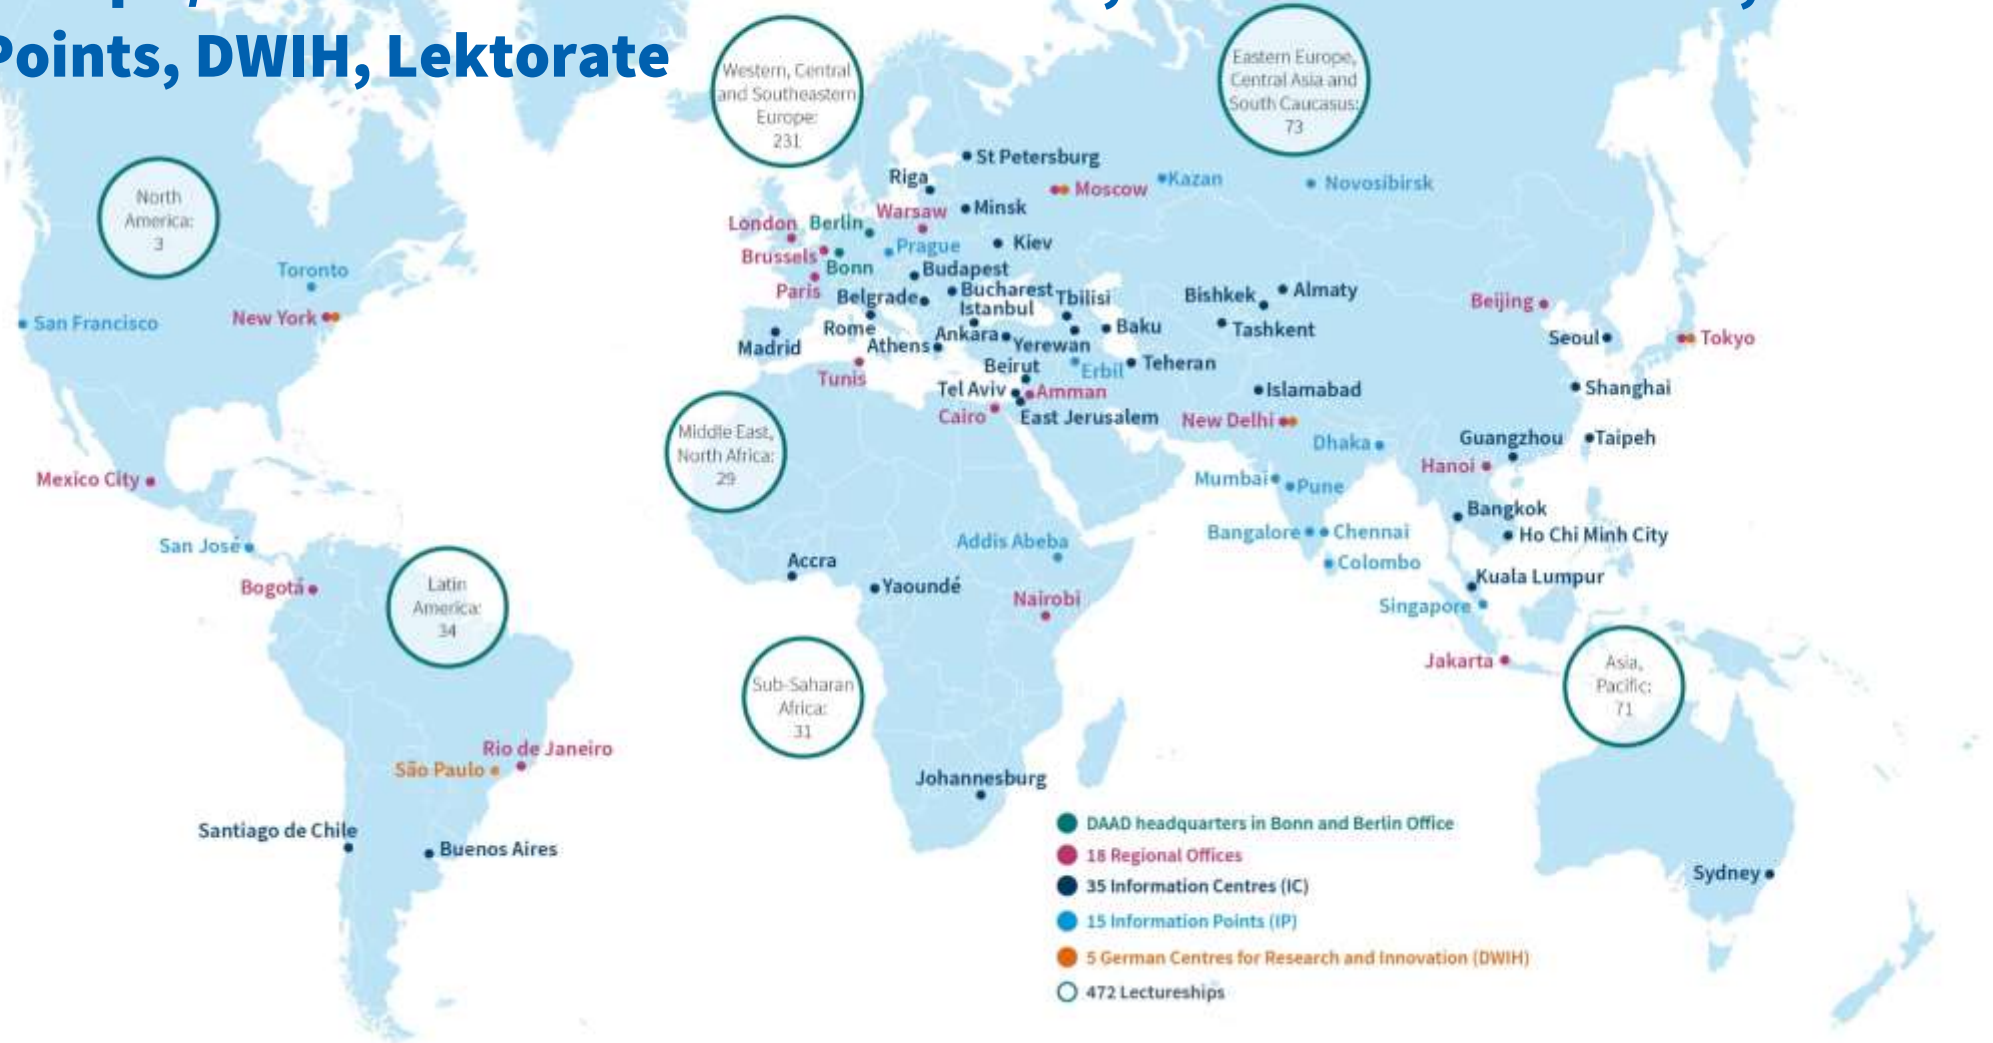 Points, DWIH, Lektorate
Western, Central
and Southeastern
Europe:
231
Eastern Europe,
Central Asia and
South Caucasus:
73
North
America:
3
St Petersburg
Riga
Moscow
Kazan
Novosibirsk
Warsaw
Minsk
London
Berlin
Prague
Kiev
Brussels
Bonn
Budapest
Toronto
Paris
Belgrade
Bucharest
Tbilisi
Bishkek
Almaty
Beijing
San Francisco
New York
Istanbul
Rome
Ankara
Baku
Tashkent
Seoul
Tokyo
Madrid
Athens
Yerewan
Beirut
Erbil
Teheran
Tunis
Tel Aviv
Amman
Islamabad
Shanghai
Cairo
East Jerusalem
New Delhi
Middle East,
North Africa:
29
Dhaka
Guangzhou
Taipeh
Hanoi
Mexico City
Mumbai
Pune
Bangkok
San José
Addis Abeba
Bangalore
Chennai
Ho Chi Minh City
Accra
Colombo
Bogotá
Yaoundé
Nairobi
Kuala Lumpur
Singapore
Latin
America:
34
Jakarta
Sub-Saharan
Africa:
31
Asia,
Pacific:
71
Rio de Janeiro
São Paulo
Johannesburg
Santiago de Chile
Buenos Aires
Sydney
DAAD headquarters in Bonn and Berlin Office
18 Regional Offices
35 Information Centres (IC)
15 Information Points (IP)
5 German Centres for Research and Innovation (DWIH)
472 Lectureships